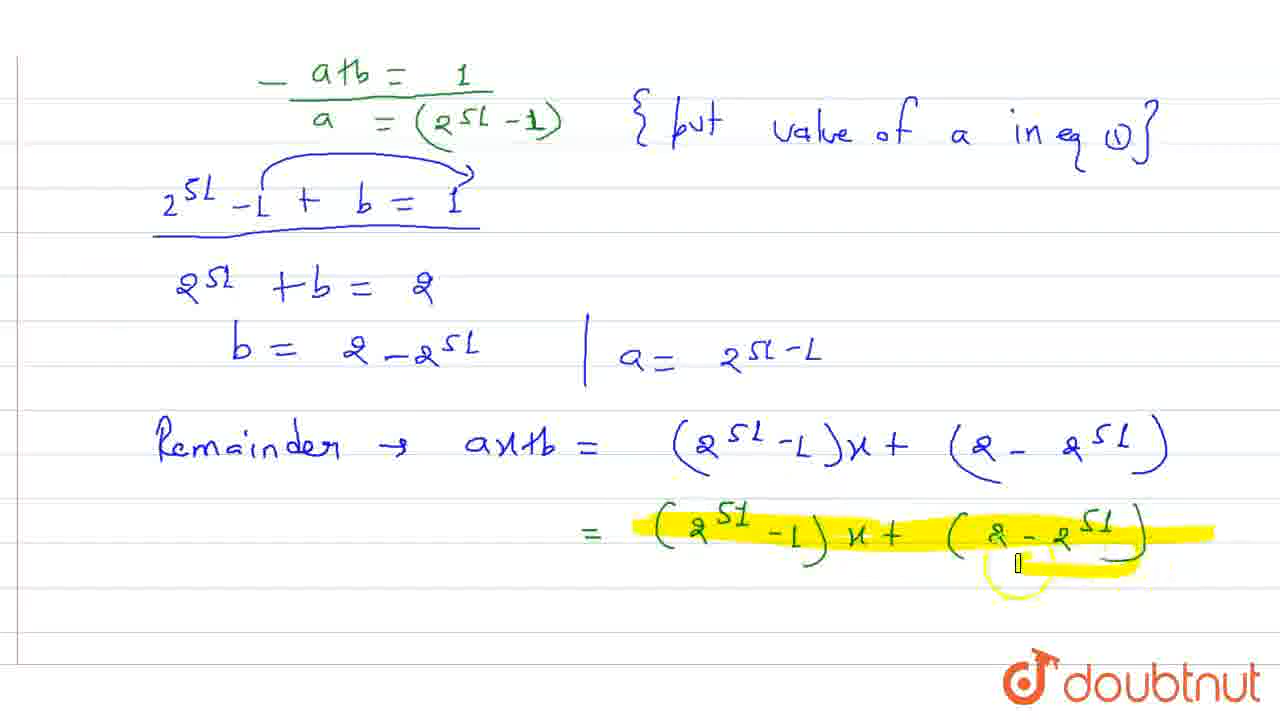 - a+b = 1
a = (2^51 - 1) {put value of a in eq ①}
2^51 - 1 + b = 1
2^51 + b = 2
b = 2 - 2^51 | a = 2^51 - 1
Remainder → ax+b = (2^51 - 1)x + (2 - 2^51)
= (2^51 - 1)x + (2 - 2^51)
doubtnut